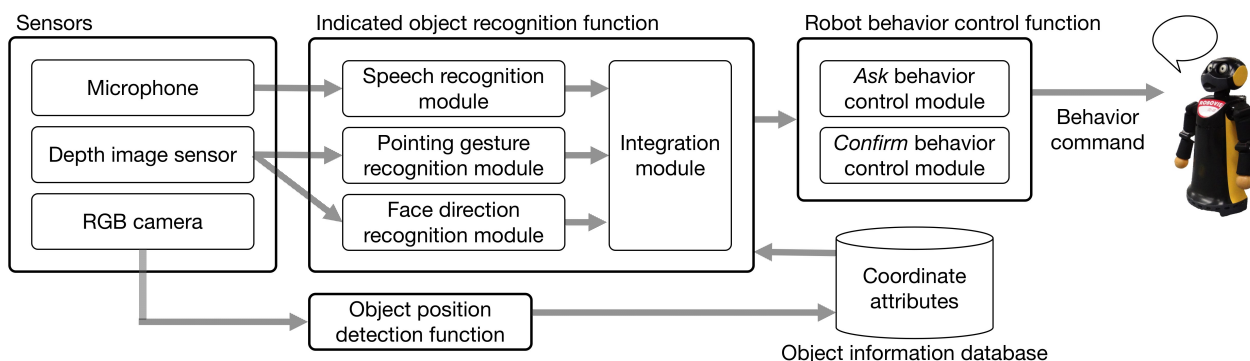 Sensors
Microphone
Depth image sensor
RGB camera
Indicated object recognition function
Speech recognition
module
Pointing gesture
recognition module
Face direction
recognition module
Integration
module
Robot behavior control function
Ask behavior
control module
Confirm behavior
control module
Behavior
command
ROBOVIE
Object position
detection function
Coordinate
attributes
Object information database